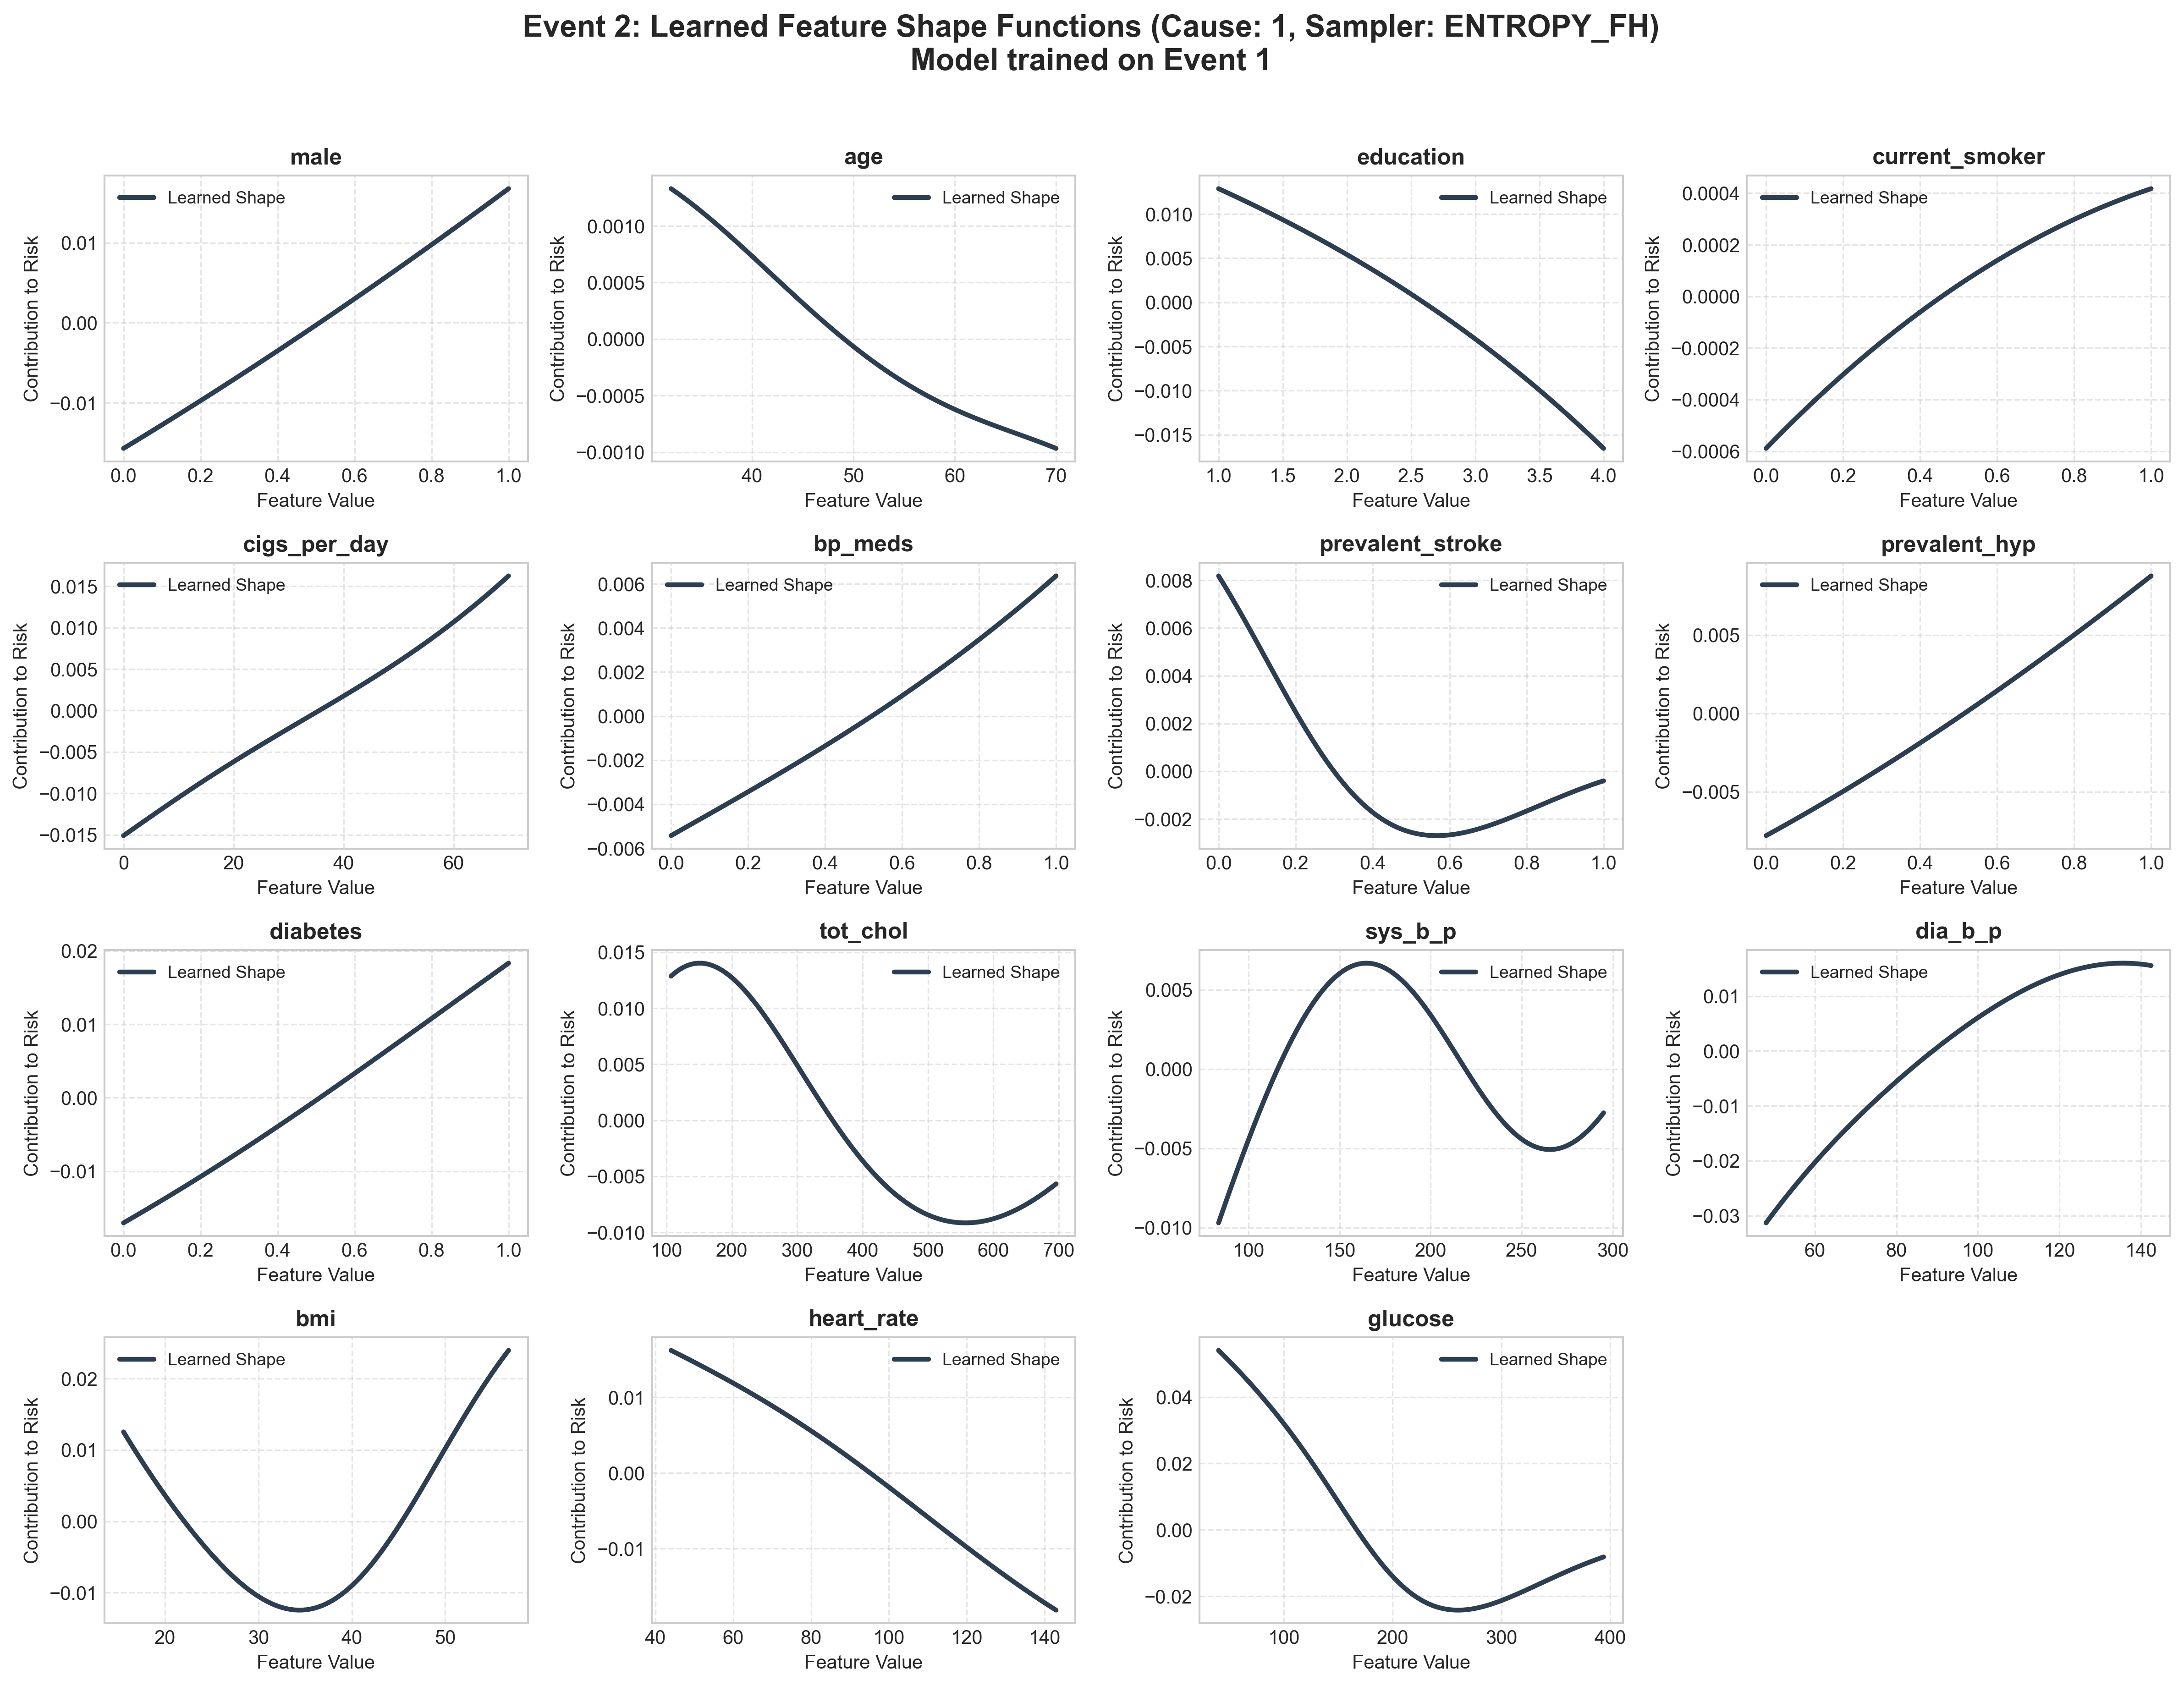 Event 2: Learned Feature Shape Functions (Cause: 1, Sampler: ENTROPY_FH)
Model trained on Event 1
male
Learned Shape
Contribution to Risk
0.01
0.00
−0.01
0.0 0.2 0.4 0.6 0.8 1.0
Feature Value
age
Learned Shape
Contribution to Risk
0.0010
0.0005
0.0000
−0.0005
−0.0010
40 50 60 70
Feature Value
education
Learned Shape
Contribution to Risk
0.010
0.005
0.000
−0.005
−0.010
−0.015
1.0 1.5 2.0 2.5 3.0 3.5 4.0
Feature Value
current_smoker
Learned Shape
Contribution to Risk
0.0004
0.0002
0.0000
−0.0002
−0.0004
−0.0006
0.0 0.2 0.4 0.6 0.8 1.0
Feature Value
cigs_per_day
Learned Shape
Contribution to Risk
0.015
0.010
0.005
0.000
−0.005
−0.010
−0.015
0 20 40 60
Feature Value
bp_meds
Learned Shape
Contribution to Risk
0.006
0.004
0.002
0.000
−0.002
−0.004
−0.006
0.0 0.2 0.4 0.6 0.8 1.0
Feature Value
prevalent_stroke
Learned Shape
Contribution to Risk
0.008
0.006
0.004
0.002
0.000
−0.002
0.0 0.2 0.4 0.6 0.8 1.0
Feature Value
prevalent_hyp
Learned Shape
Contribution to Risk
0.005
0.000
−0.005
0.0 0.2 0.4 0.6 0.8 1.0
Feature Value
diabetes
Learned Shape
Contribution to Risk
0.02
0.01
0.00
−0.01
0.0 0.2 0.4 0.6 0.8 1.0
Feature Value
tot_chol
Learned Shape
Contribution to Risk
0.015
0.010
0.005
0.000
−0.005
−0.010
100 200 300 400 500 600 700
Feature Value
sys_b_p
Learned Shape
Contribution to Risk
0.005
0.000
−0.005
−0.010
100 150 200 250 300
Feature Value
dia_b_p
Learned Shape
Contribution to Risk
0.01
0.00
−0.01
−0.02
−0.03
60 80 100 120 140
Feature Value
bmi
Learned Shape
Contribution to Risk
0.02
0.01
0.00
−0.01
20 30 40 50
Feature Value
heart_rate
Learned Shape
Contribution to Risk
0.01
0.00
−0.01
40 60 80 100 120 140
Feature Value
glucose
Learned Shape
Contribution to Risk
0.04
0.02
0.00
−0.02
100 200 300 400
Feature Value